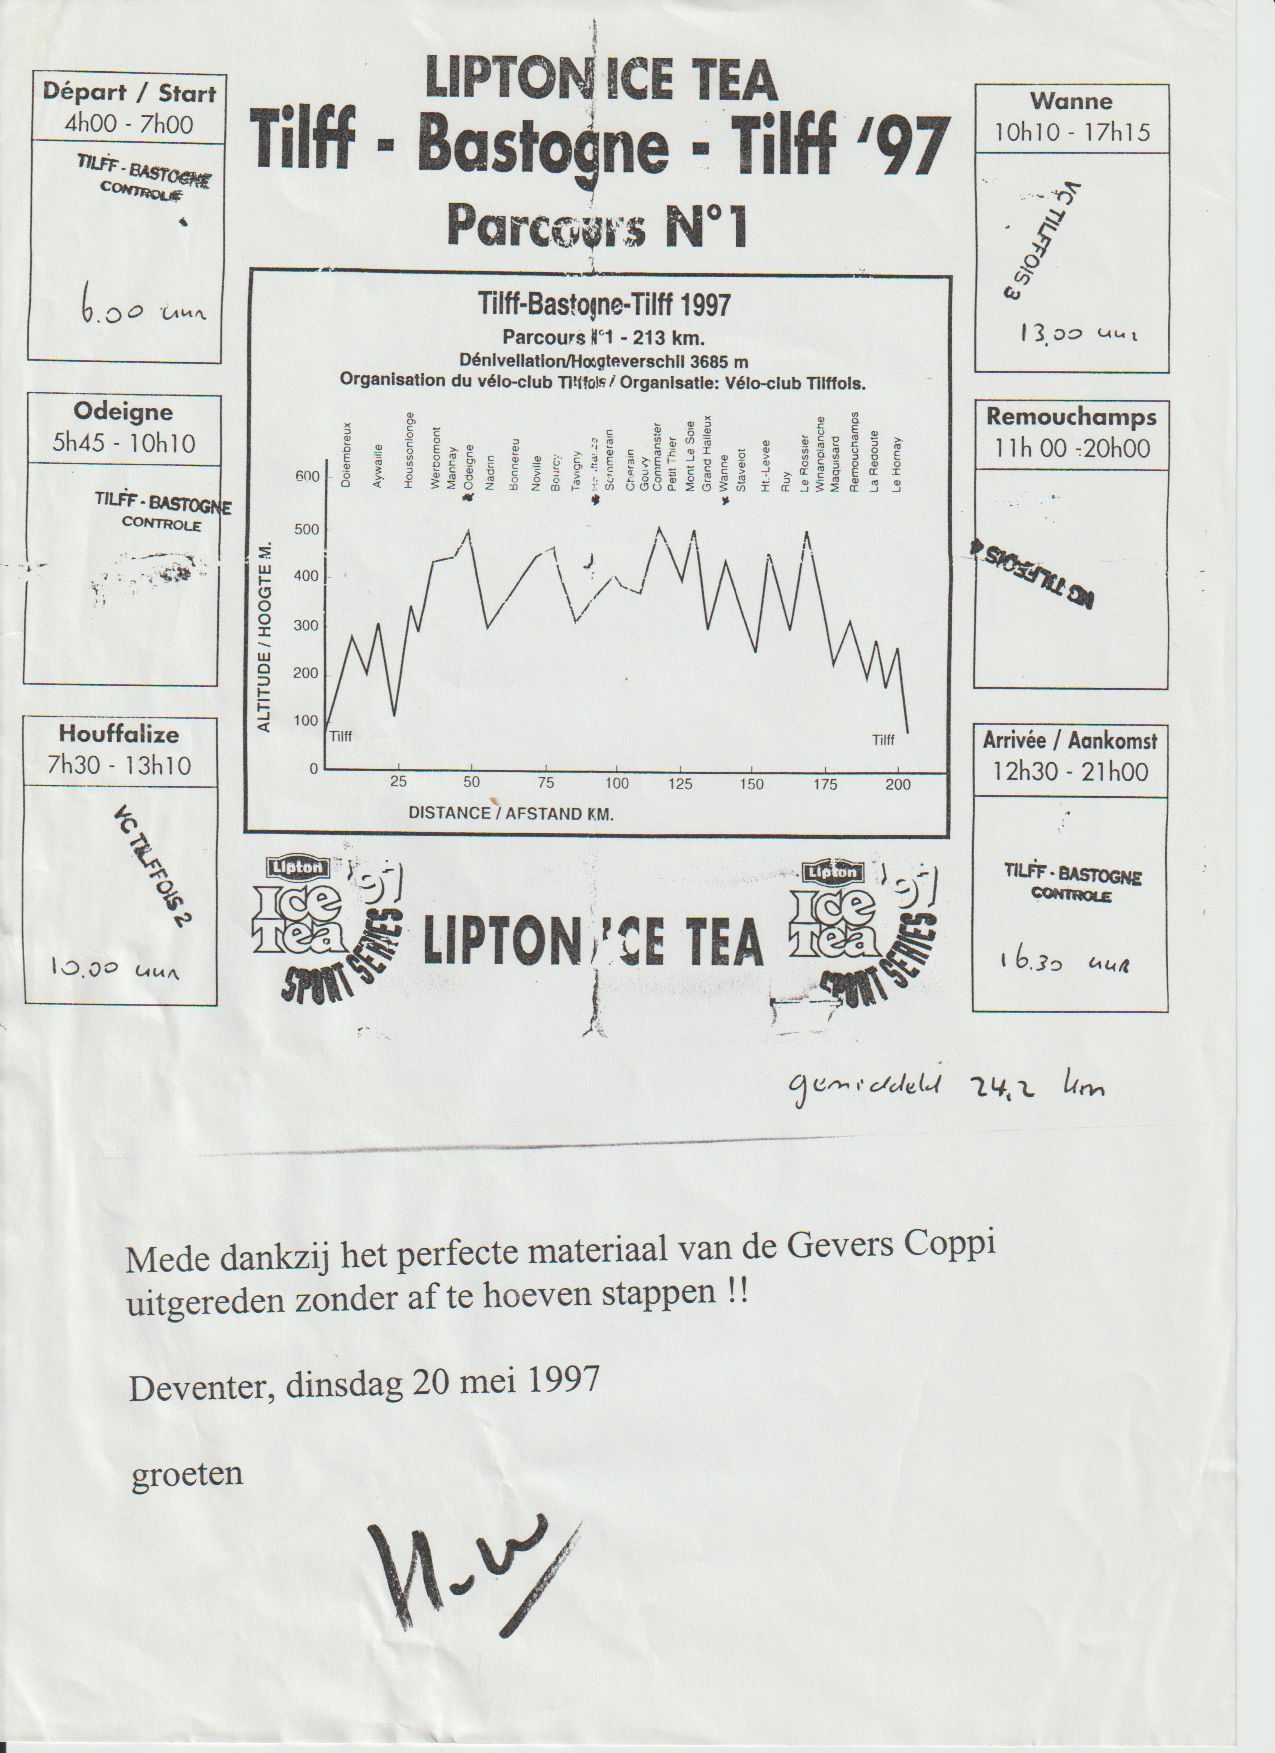 LIPTON ICE TEA
Tilff - Bastogne - Tilff '97
Parcours N°1
Départ / Start
4h00 - 7h00
TILFF - BASTOGNE
CONTROLE
6.00 uur
Odeigne
5h45 - 10h10
TILFF - BASTOGNE
CONTROLE
Houffalize
7h30 - 13h10
VC TILFFOIS 2
10.00 uur
Tilff-Bastogne-Tilff 1997
Parcours N°1 - 213 km.
Dénivellation/Hoogteverschil 3685 m
Organisation du vélo-club Tilffois / Organisatie: Vélo-club Tilffois.
Dolembreux
Aywaille
Houssonlonge
Werbomont
Manhay
Odeigne
Nadrin
Bonnereu
Noville
Bourcy
Tavigny
Sommerain
Cherain
Gouvy
Commanster
Petit Thier
Mont Le Soie
Grand Halleux
Wanne
Stavelot
Ht.-Levée
Ruy
Le Rossier
Winanplanche
Maquisard
Remouchamps
La Redoute
Le Hornay
ALTITUDE / HOOGTE M.
600
500
400
300
200
100
0
Tilff
Tilff
25 50 75 100 125 150 175 200
DISTANCE / AFSTAND KM.
Wanne
10h10 - 17h15
VC TILFFOIS 3
13.00 uur
Remouchamps
11h 00 -20h00
VC TILFFOIS 4
Arrivée / Aankomst
12h30 - 21h00
TILFF - BASTOGNE
CONTROLE
16.30 uur
Lipton
ICE TEA
'97
SPORT SERIES
LIPTON ICE TEA
Lipton
ICE TEA
'97
SPORT SERIES
gemiddeld 24,2 km
Mede dankzij het perfecte materiaal van de Gevers Coppi
uitgereden zonder af te hoeven stappen !!
Deventer, dinsdag 20 mei 1997
groeten